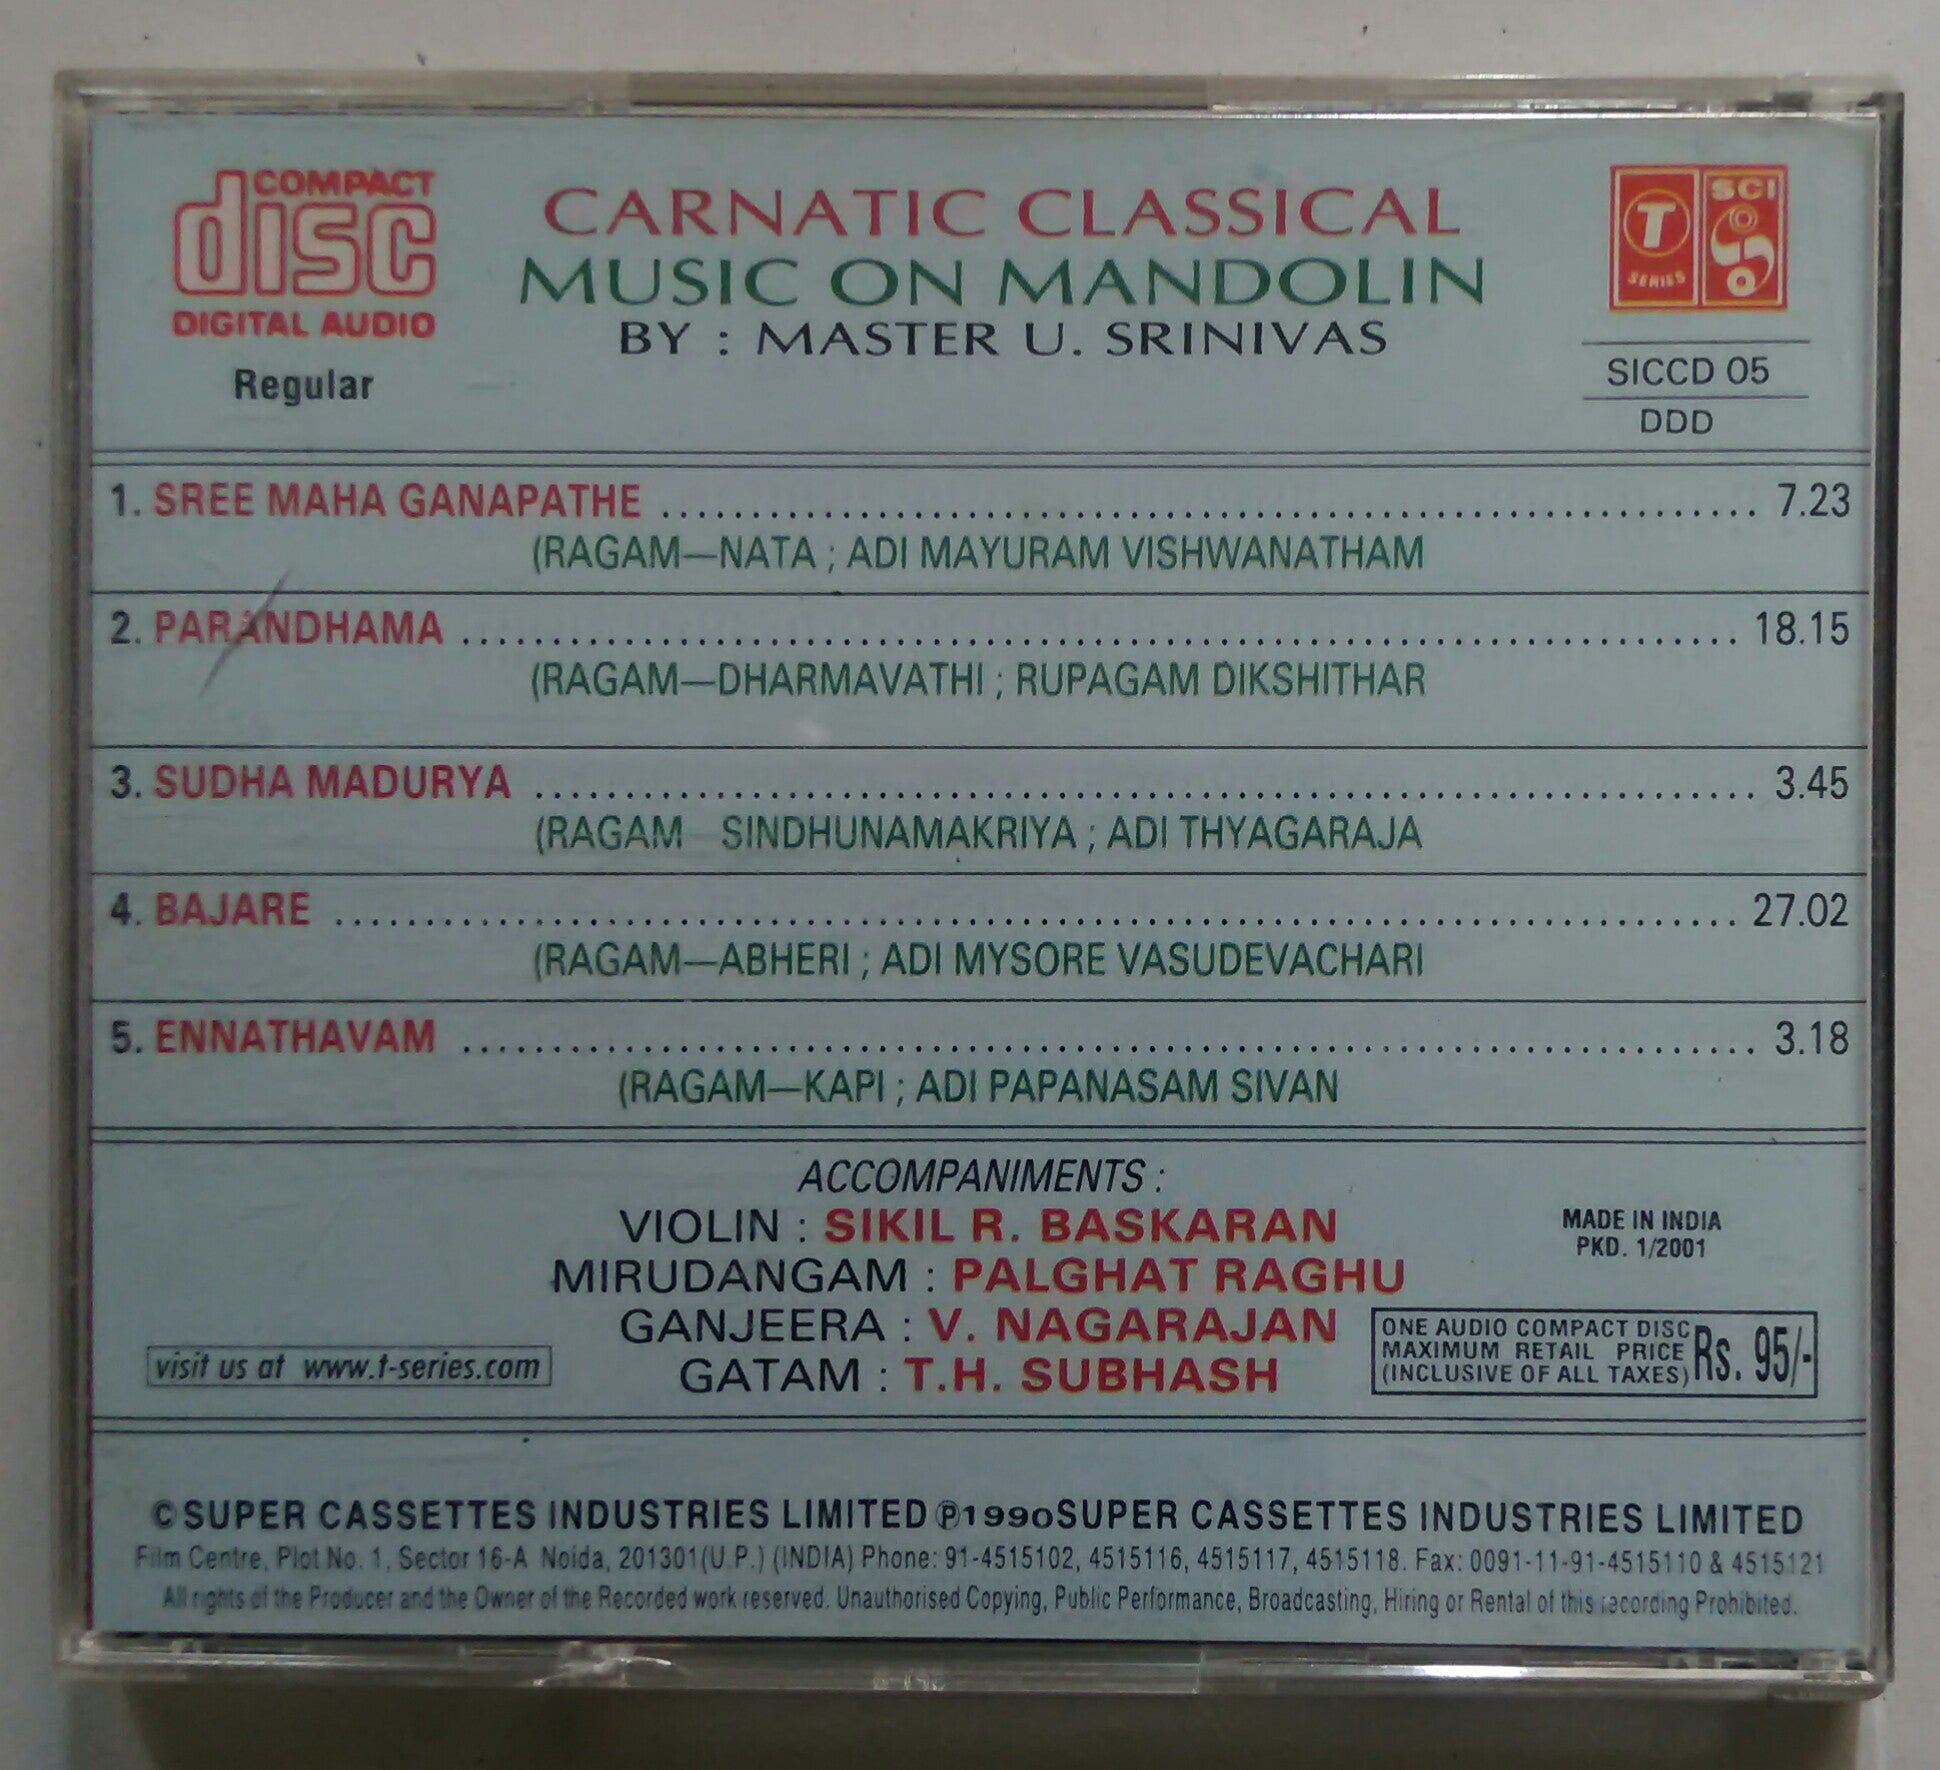 COMPACT
disc
DIGITAL AUDIO
Regular
CARNATIC CLASSICAL
MUSIC ON MANDOLIN
BY : MASTER U. SRINIVAS
T SERIES
SCI
SICCD 05
DDD
1. SREE MAHA GANAPATHE ........................................ 7.23
(RAGAM—NATA ; ADI MAYURAM VISHWANATHAM
2. PARANDHAMA ........................................ 18.15
(RAGAM—DHARMAVATHI ; RUPAGAM DIKSHITHAR
3. SUDHA MADURYA ........................................ 3.45
(RAGAM SINDHUNAMAKRIYA ; ADI THYAGARAJA
4. BAJARE ........................................ 27.02
(RAGAM—ABHERI ; ADI MYSORE VASUDEVACHARI
5. ENNATHAVAM ........................................ 3.18
(RAGAM—KAPI ; ADI PAPANASAM SIVAN
ACCOMPANIMENTS :
VIOLIN : SIKIL R. BASKARAN
MIRUDANGAM : PALGHAT RAGHU
GANJEERA : V. NAGARAJAN
GATAM : T.H. SUBHASH
MADE IN INDIA
PKD. 1/2001
visit us at www.t-series.com
ONE AUDIO COMPACT DISC
MAXIMUM RETAIL PRICE
(INCLUSIVE OF ALL TAXES)
Rs. 95/-
© SUPER CASSETTES INDUSTRIES LIMITED ℗ 1990 SUPER CASSETTES INDUSTRIES LIMITED
Film Centre, Plot No. 1, Sector 16-A Noida, 201301(U.P.) (INDIA) Phone: 91-4515102, 4515116, 4515117, 4515118. Fax: 0091-11-91-4515110 & 4515121
All rights of the Producer and the Owner of the Recorded work reserved. Unauthorised Copying, Public Performance, Broadcasting, Hiring or Rental of this recording Prohibited.